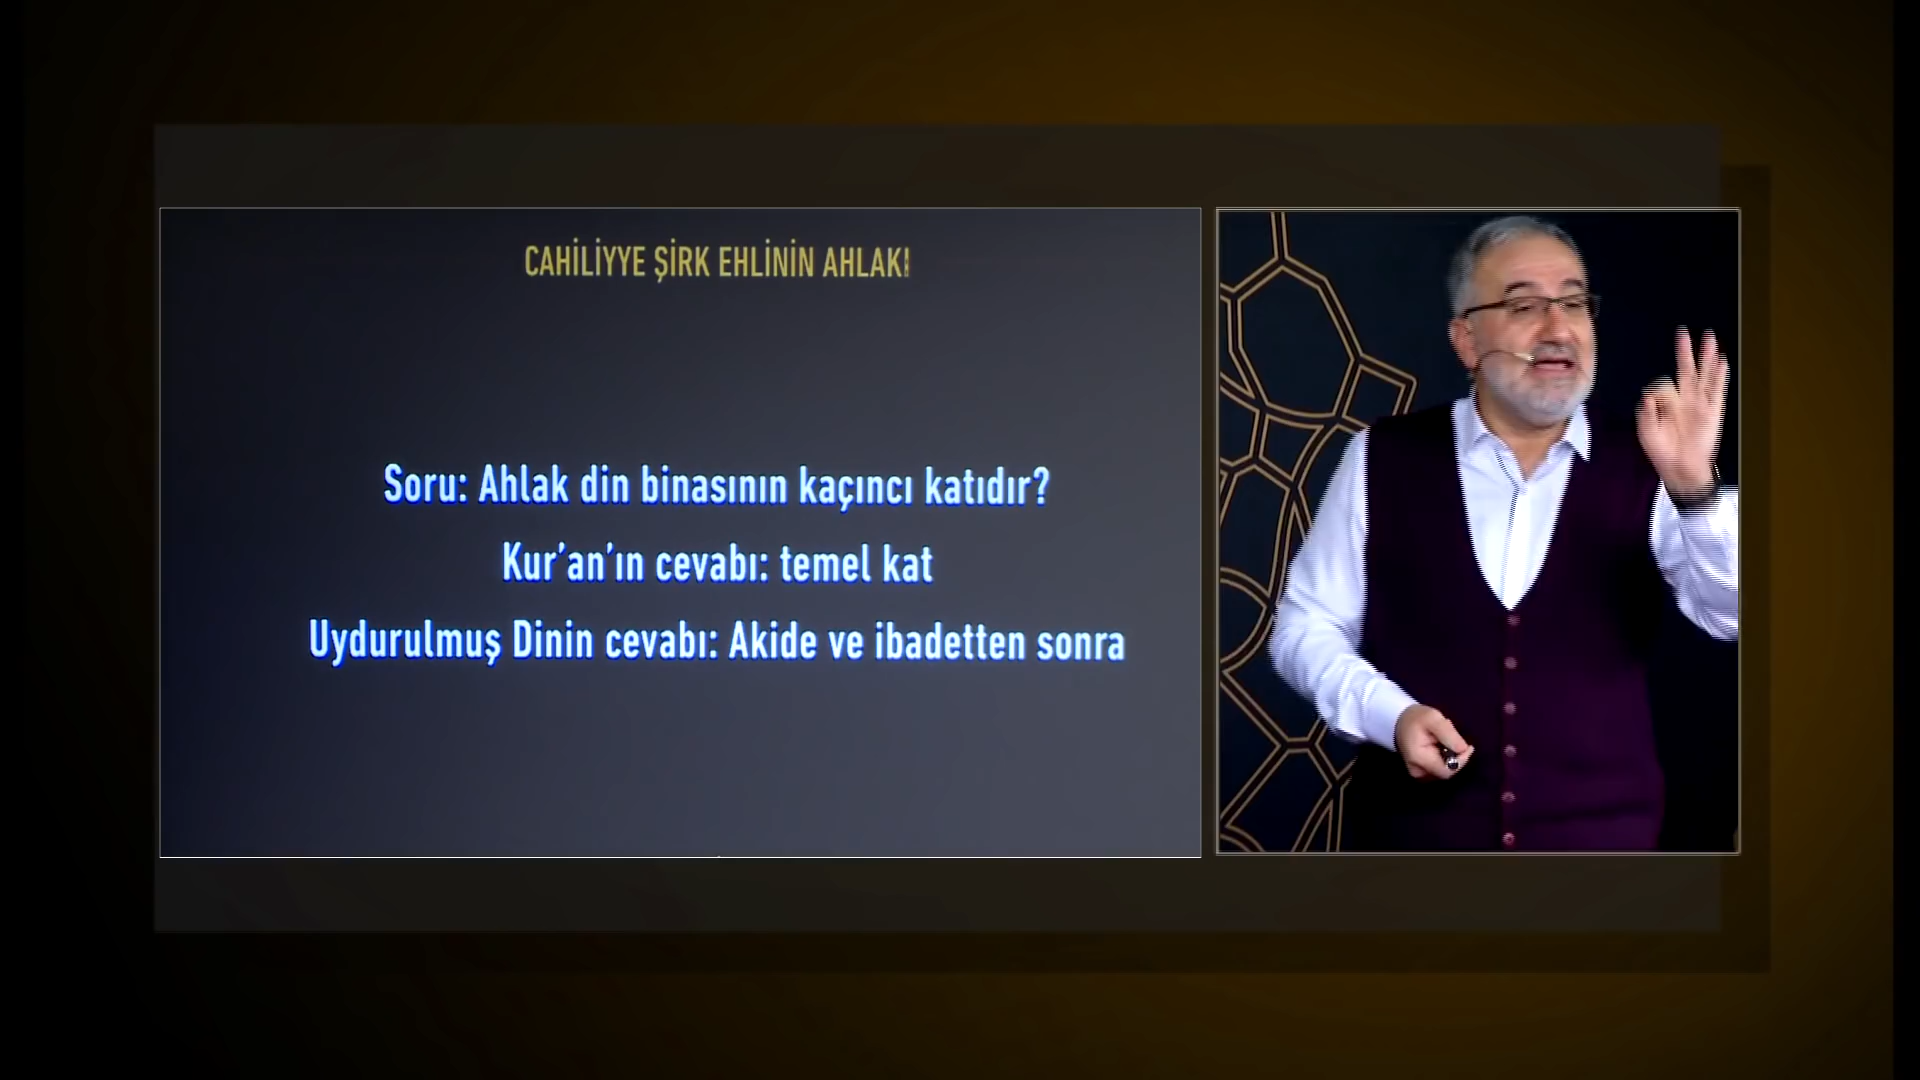 CAHİLİYYE ŞİRK EHLİNİN AHLAKI
Soru: Ahlak din binasının kaçıncı katıdır?
Kur'an'ın cevabı: temel kat
Uydurulmuş Dinin cevabı: Akide ve ibadetten sonra